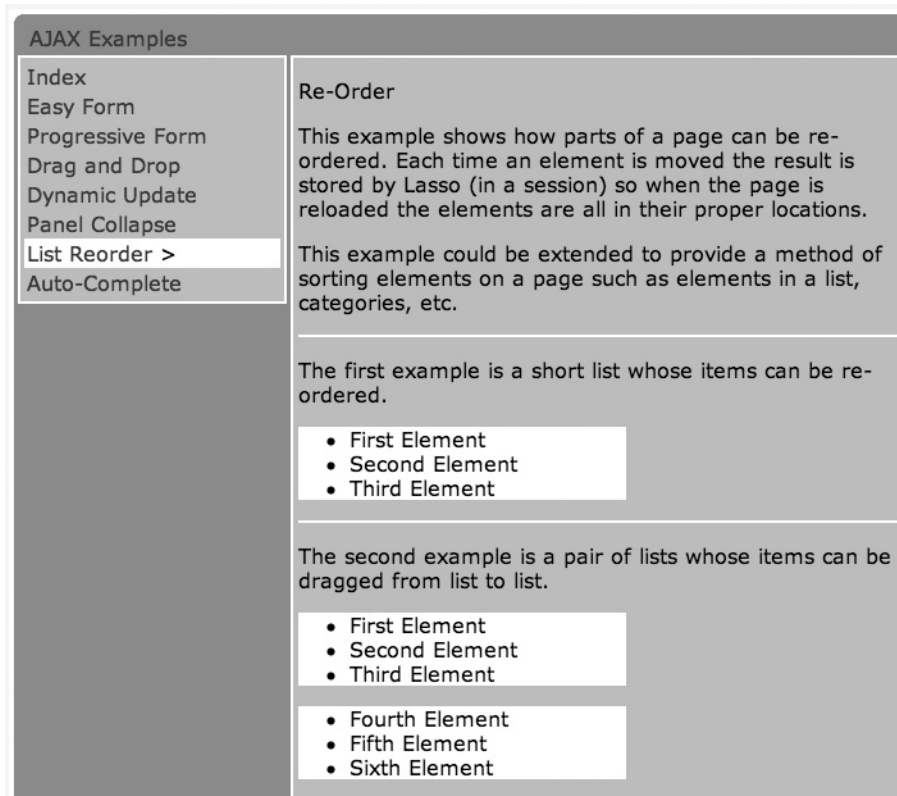 AJAX Examples
Index
Easy Form
Progressive Form
Drag and Drop
Dynamic Update
Panel Collapse
List Reorder >
Auto-Complete
Re-Order
This example shows how parts of a page can be re-
ordered. Each time an element is moved the result is
stored by Lasso (in a session) so when the page is
reloaded the elements are all in their proper locations.
This example could be extended to provide a method of
sorting elements on a page such as elements in a list,
categories, etc.
The first example is a short list whose items can be re-
ordered.
• First Element
• Second Element
• Third Element
The second example is a pair of lists whose items can be
dragged from list to list.
• First Element
• Second Element
• Third Element
• Fourth Element
• Fifth Element
• Sixth Element